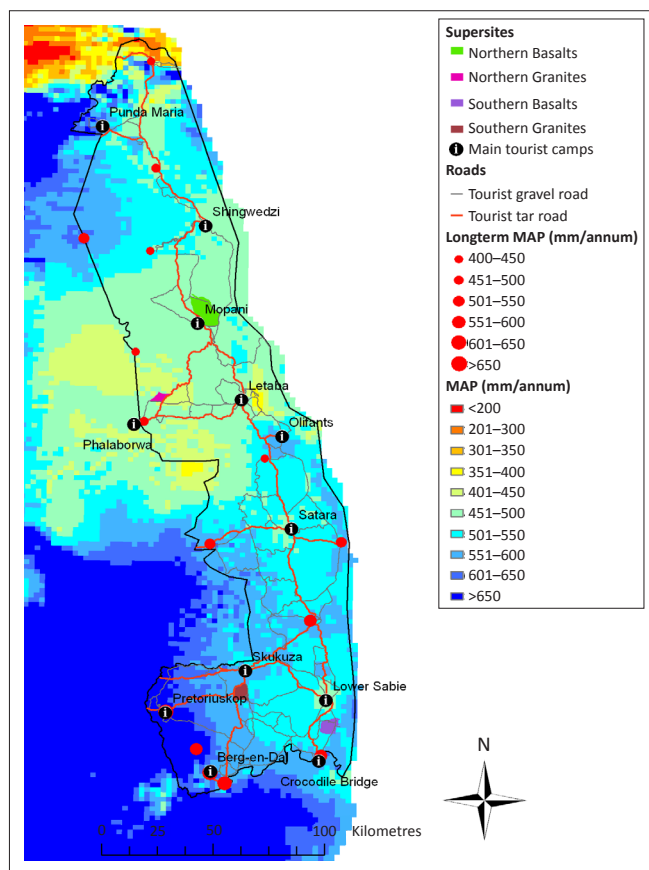 Supersites
Northern Basalts
Northern Granites
Southern Basalts
Southern Granites
Main tourist camps
Roads
Tourist gravel road
Tourist tar road
Longterm MAP (mm/annum)
400–450
451–500
501–550
551–600
601–650
>650
MAP (mm/annum)
<200
201–300
301–350
351–400
401–450
451–500
501–550
551–600
601–650
>650
Punda Maria
Shingwedzi
Mopani
Letaba
Olifants
Phalaborwa
Satara
Skukuza
Lower Sabie
Pretoriuskop
Berg-en-Dal
Crocodile Bridge
N
0 25 50 100 Kilometres